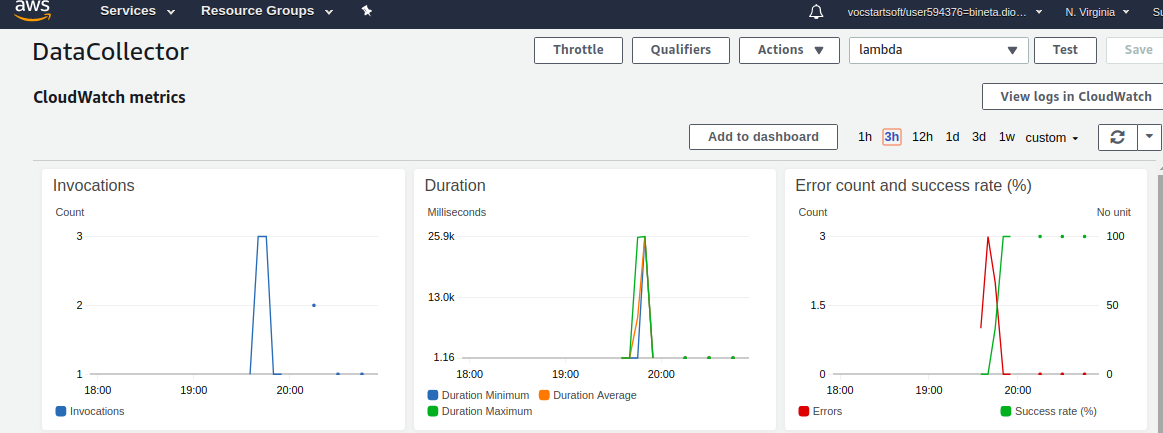 aws Services Resource Groups vocstartsoft/user594376=bineta.dio... N. Virginia Su
DataCollector Throttle Qualifiers Actions lambda Test Save
CloudWatch metrics View logs in CloudWatch
Add to dashboard 1h 3h 12h 1d 3d 1w custom
Invocations
Count
3
2
1
18:00 19:00 20:00
Invocations
Duration
Milliseconds
25.9k
13.0k
1.16
18:00 19:00 20:00
Duration Minimum Duration Average
Duration Maximum
Error count and success rate (%)
Count No unit
3 100
1.5 50
0 0
18:00 19:00 20:00
Errors Success rate (%)